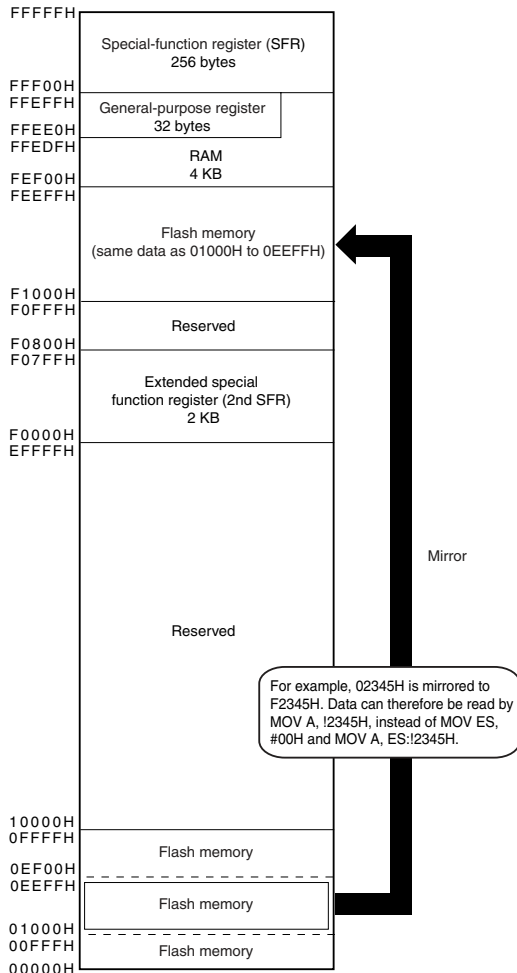 FFFFFH
Special-function register (SFR)
256 bytes
FFF00H
FFEFFH
General-purpose register
32 bytes
FFEE0H
FFEDFH
RAM
4 KB
FEF00H
FEEFFH
Flash memory
(same data as 01000H to 0EEFFH)
F1000H
F0FFFH
Reserved
F0800H
F07FFH
Extended special
function register (2nd SFR)
2 KB
F0000H
EFFFFH
Mirror
Reserved
For example, 02345H is mirrored to
F2345H. Data can therefore be read by
MOV A, !2345H, instead of MOV ES,
#00H and MOV A, ES:!2345H.
10000H
0FFFFH
Flash memory
0EF00H
0EEFFH
Flash memory
01000H
00FFFH
Flash memory
00000H